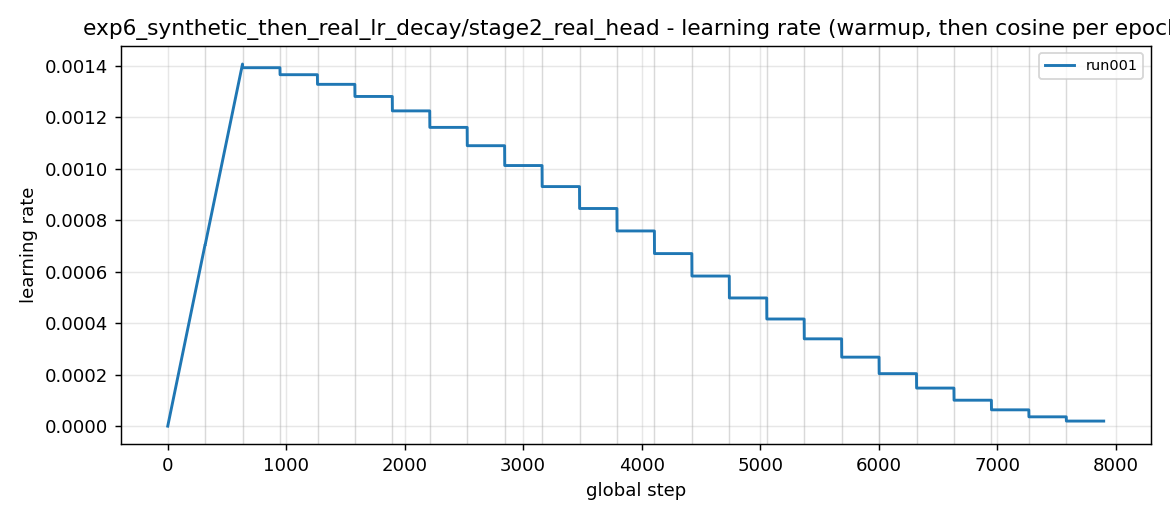 exp6_synthetic_then_real_lr_decay/stage2_real_head - learning rate (warmup, then cosine per epoch
run001
learning rate
0.0014
0.0012
0.0010
0.0008
0.0006
0.0004
0.0002
0.0000
0 1000 2000 3000 4000 5000 6000 7000 8000
global step